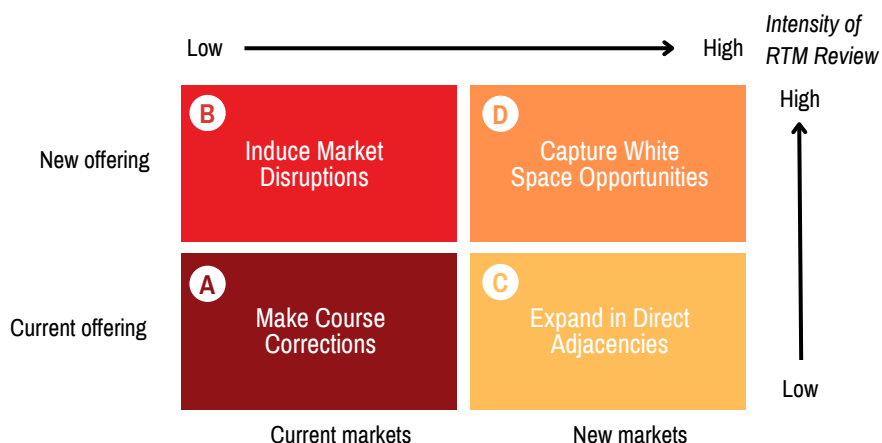 Low
High
Intensity of
RTM Review
High
New offering
B
Induce Market
Disruptions
D
Capture White
Space Opportunities
Current offering
A
Make Course
Corrections
C
Expand in Direct
Adjacencies
Low
Current markets
New markets